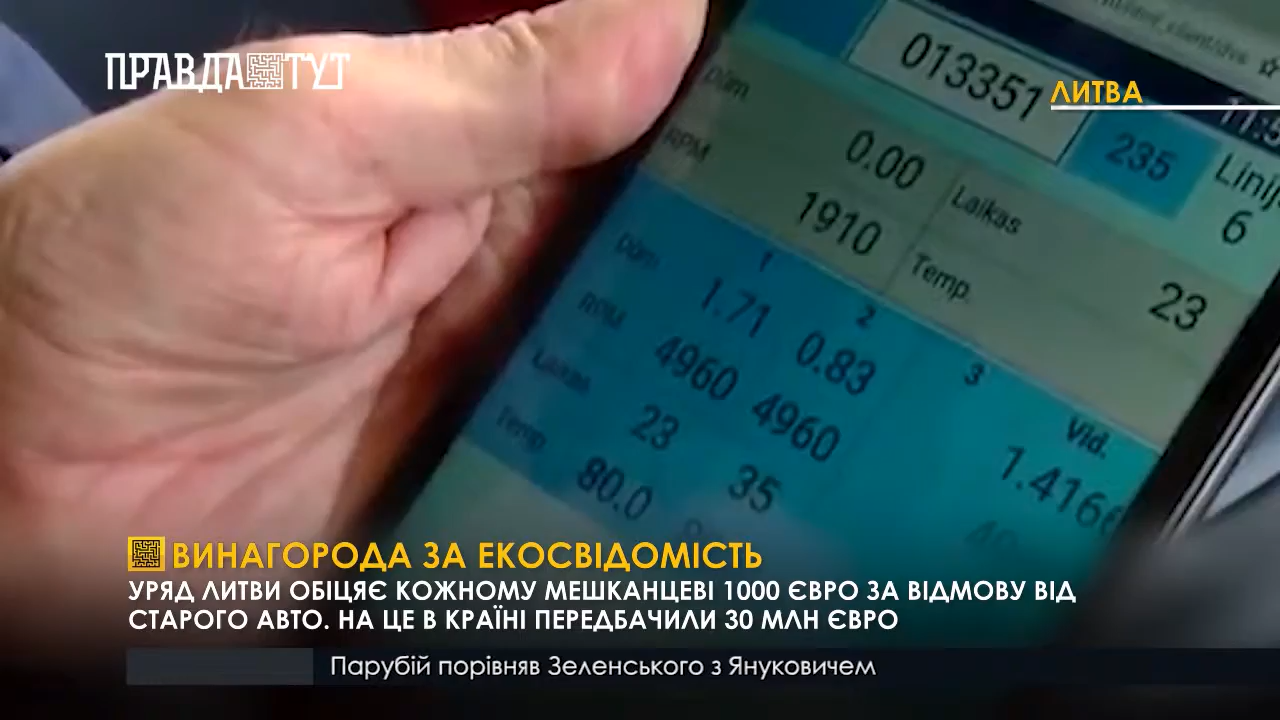 ПРАВДА ТУТ
ЛИТВА
013351
235
Linij
6
RPM
0.00
1910
Laikas
Temp.
23
1 2 3 Vid.
Dūm. 1.71 0.83 1.4166
RPM 4960 4960
Laikas 23 35
Temp. 80.0
ВИНАГОРОДА ЗА ЕКОСВІДОМІСТЬ
УРЯД ЛИТВИ ОБІЦЯЄ КОЖНОМУ МЕШКАНЦЕВІ 1000 ЄВРО ЗА ВІДМОВУ ВІД
СТАРОГО АВТО. НА ЦЕ В КРАЇНІ ПЕРЕДБАЧИЛИ 30 МЛН ЄВРО
Парубій порівняв Зеленського з Януковичем